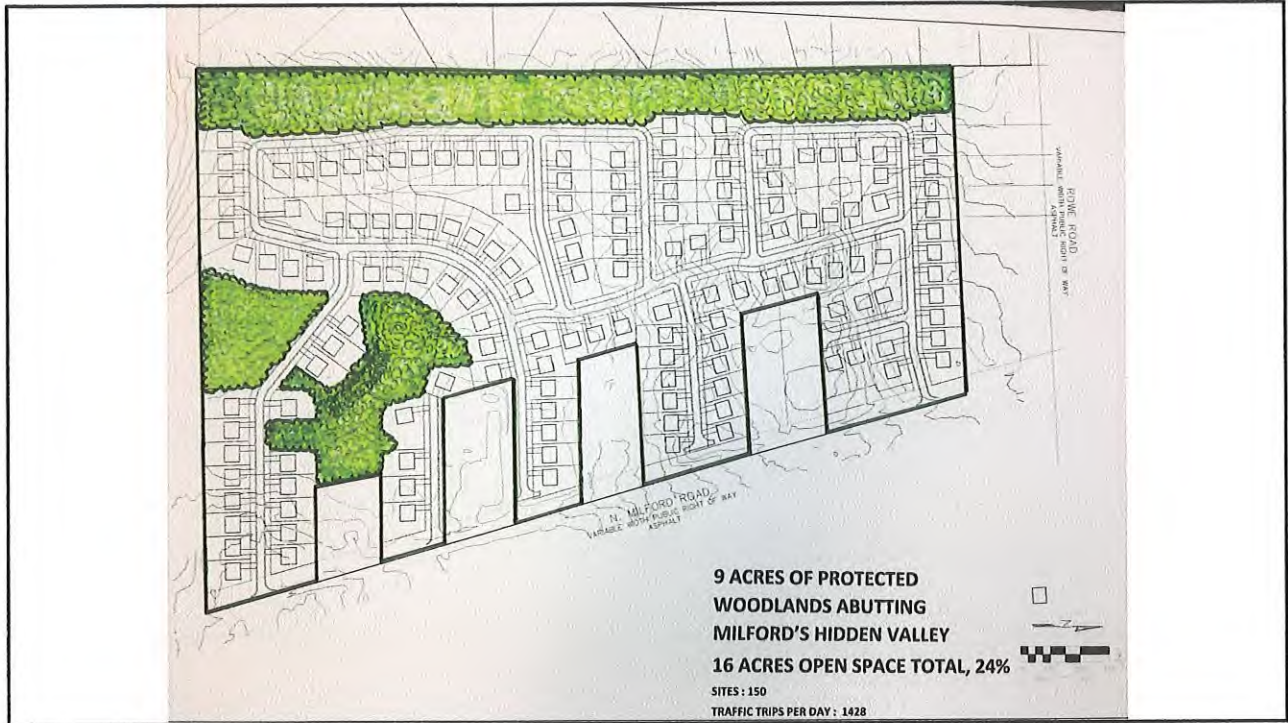 ROWE ROAD
VARIABLE WIDTH PUBLIC RIGHT OF WAY
ASPHALT
N. MILFORD ROAD
VARIABLE WIDTH PUBLIC RIGHT OF WAY
ASPHALT
9 ACRES OF PROTECTED
WOODLANDS ABUTTING
MILFORD'S HIDDEN VALLEY
16 ACRES OPEN SPACE TOTAL, 24%
SITES : 150
TRAFFIC TRIPS PER DAY : 1428
Z